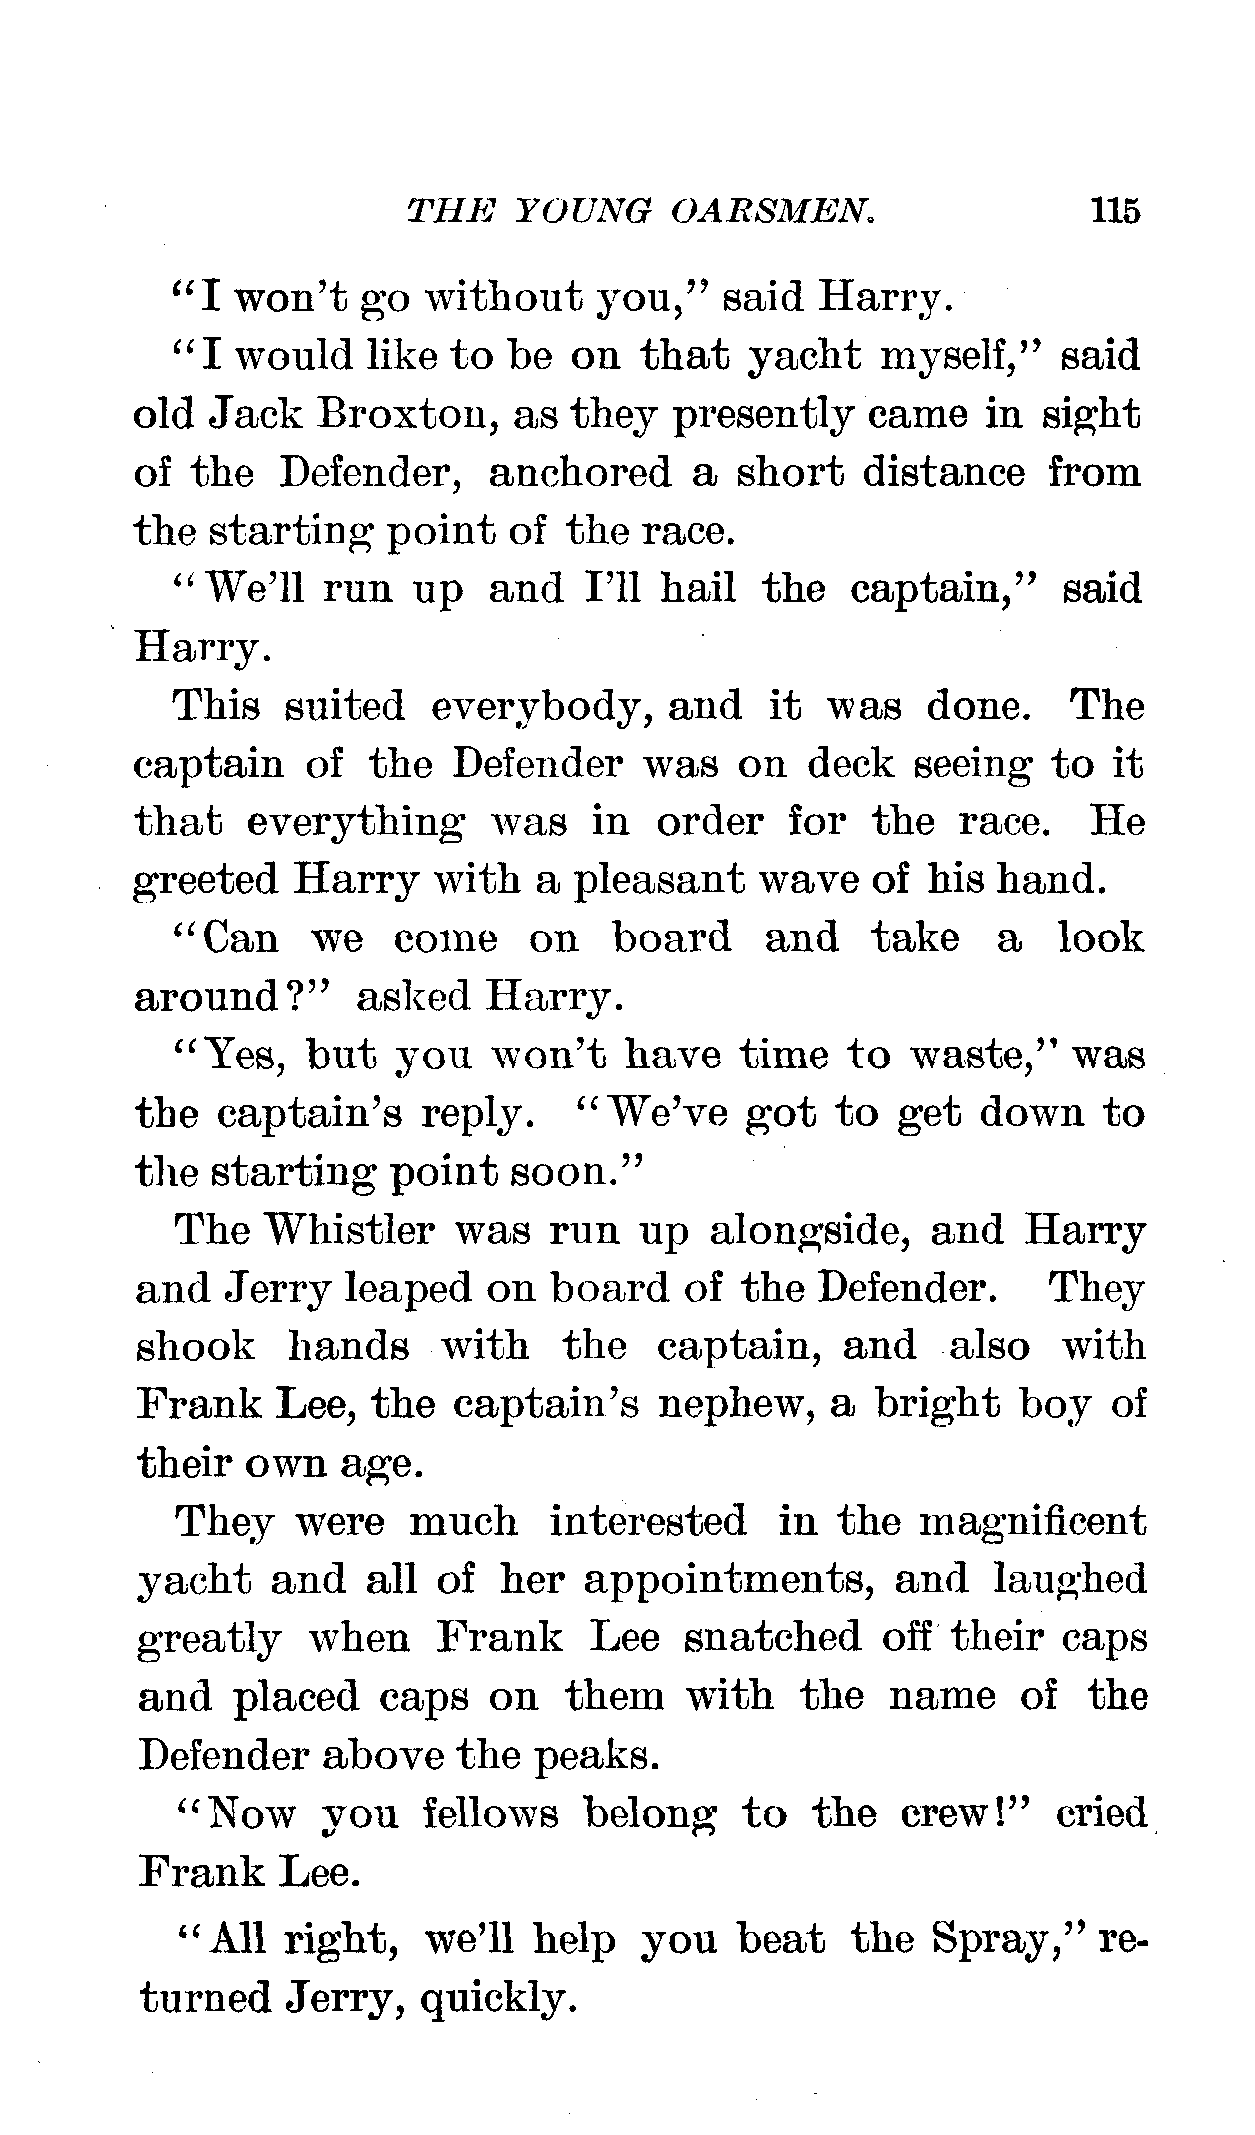 THE YOUNG OARSMEN. 115
"I won't go without you," said Harry.
"I would like to be on that yacht myself," said
old Jack Broxton, as they presently came in sight
of the Defender, anchored a short distance from
the starting point of the race.
"We'll run up and I'll hail the captain," said
Harry.
This suited everybody, and it was done. The
captain of the Defender was on deck seeing to it
that everything was in order for the race. He
greeted Harry with a pleasant wave of his hand.
"Can we come on board and take a look
around?" asked Harry.
"Yes, but you won't have time to waste," was
the captain's reply. "We've got to get down to
the starting point soon."
The Whistler was run up alongside, and Harry
and Jerry leaped on board of the Defender. They
shook hands with the captain, and also with
Frank Lee, the captain's nephew, a bright boy of
their own age.
They were much interested in the magnificent
yacht and all of her appointments, and laughed
greatly when Frank Lee snatched off their caps
and placed caps on them with the name of the
Defender above the peaks.
"Now you fellows belong to the crew!" cried
Frank Lee.
"All right, we'll help you beat the Spray," re-
turned Jerry, quickly.